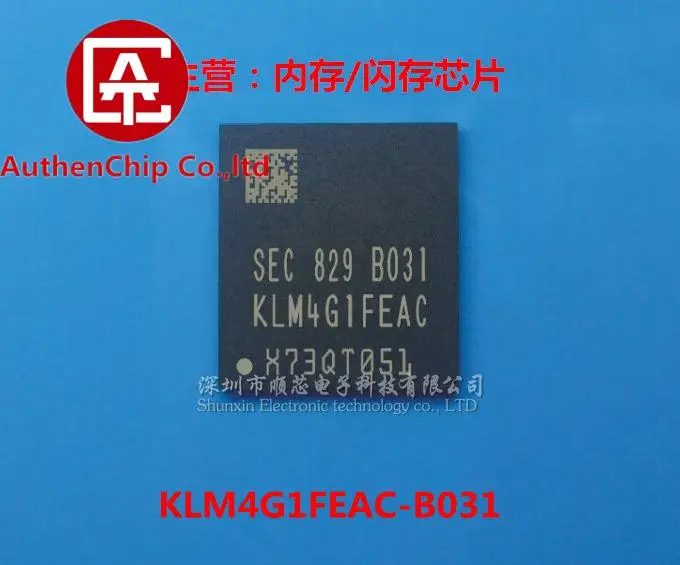 主营：内存/闪存芯片
AuthenChip Co.,ltd
SEC 829 B031
KLM4G1FEAC
X73QT051
深圳市顺芯电子科技有限公司
Shunxin Electronic technology co., LTD
KLM4G1FEAC-B031